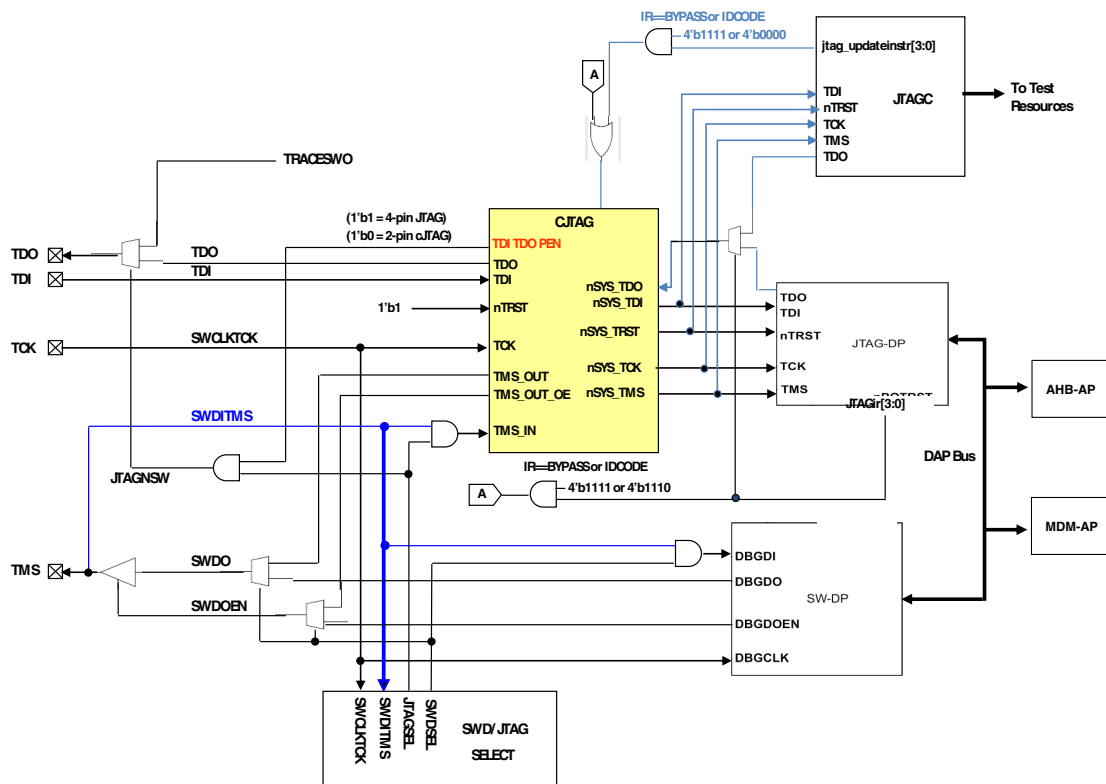 IR==BYPASS or IDCODE
4'b1111 or 4'b0000
jtag_updateinstr[3:0]
A
TDI
nTRST
TCK
TMS
TDO
JTAGC
To Test
Resources
TRACESWO
(1'b1 = 4-pin JTAG)
(1'b0 = 2-pin cJTAG)
CJTAG
TDI TDO PEN
TDO
TDO
TDO
TDI
TDI
TDI
nSYS_TDO
nSYS_TDI
TDO
TDI
1'b1
nTRST
nSYS_TRST
nTRST
JTAG-DP
TCK
SWCLKTCK
TCK
nSYS_TCK
TCK
TMS_OUT
TMS_OUT_OE
nSYS_TMS
TMS
JTAGir[3:0]
AHB-AP
SWDITMS
TMS_IN
DAP Bus
JTAGNSW
IR==BYPASS or IDCODE
A
4'b1111 or 4'b1110
MDM-AP
TMS
SWDO
DBGDI
DBGDO
SW-DP
SWDOEN
DBGDOEN
DBGCLK
SWCLKTCK
SWDITMS
JTAGSEL
SWDSEL
SWD/JTAG
SELECT